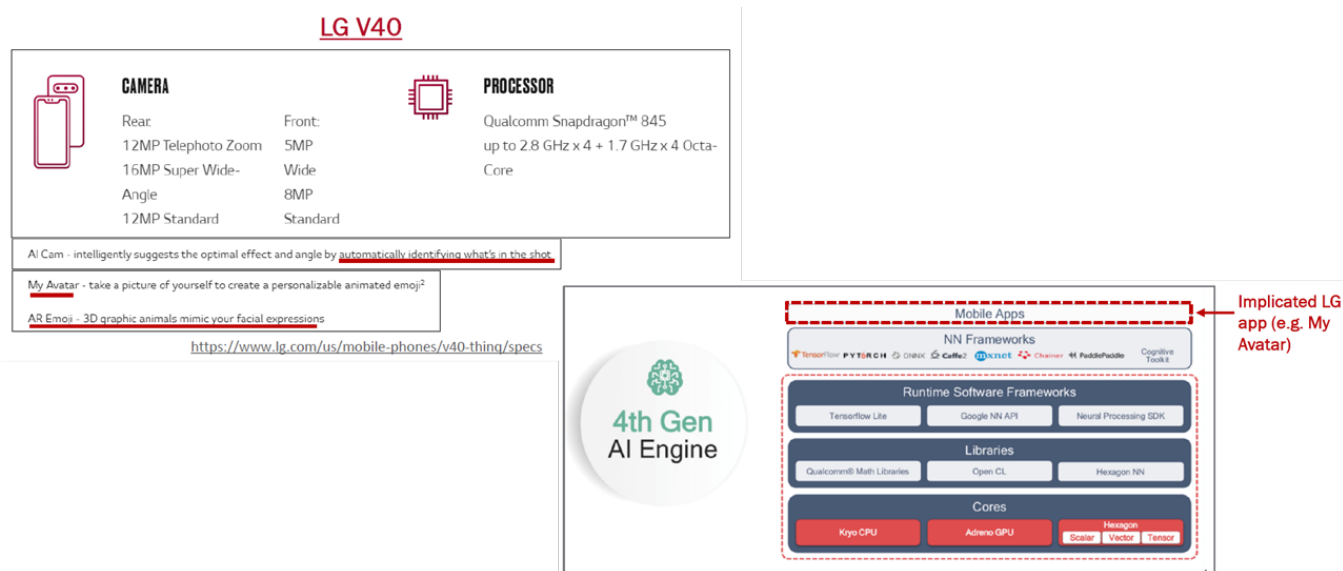 LG V40
CAMERA
Rear:
12MP Telephoto Zoom
16MP Super Wide-
Angle
12MP Standard
Front:
5MP
Wide
8MP
Standard
PROCESSOR
Qualcomm Snapdragon™ 845
up to 2.8 GHz x 4 + 1.7 GHz x 4 Octa-
Core
AI Cam - intelligently suggests the optimal effect and angle by automatically identifying what's in the shot
My Avatar - take a picture of yourself to create a personalizable animated emoji²
AR Emoji - 3D graphic animals mimic your facial expressions
https://www.lg.com/us/mobile-phones/v40-thinq/specs
4th Gen
AI Engine
Mobile Apps
NN Frameworks
TensorFlow PYTORCH ONNX Caffe2 mxnet Chainer PaddlePaddle Cognitive
Toolkit
Runtime Software Frameworks
Tensorflow Lite Google NN API Neural Processing SDK
Libraries
Qualcomm® Math Libraries Open CL Hexagon NN
Cores
Kryo CPU Adreno GPU Hexagon
Scalar Vector Tensor
Implicated LG
app (e.g. My
Avatar)